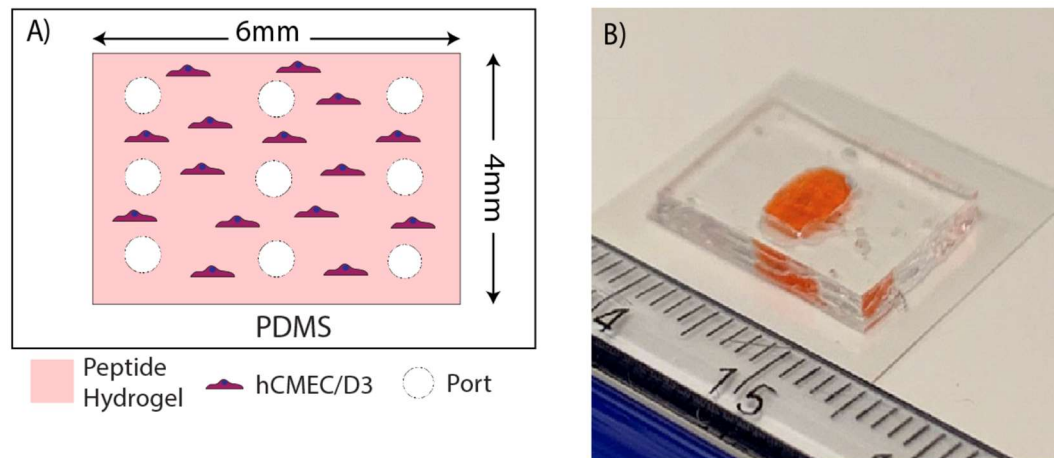 A)
6mm
4mm
PDMS
Peptide
Hydrogel
hCMEC/D3
Port
B)
4
15